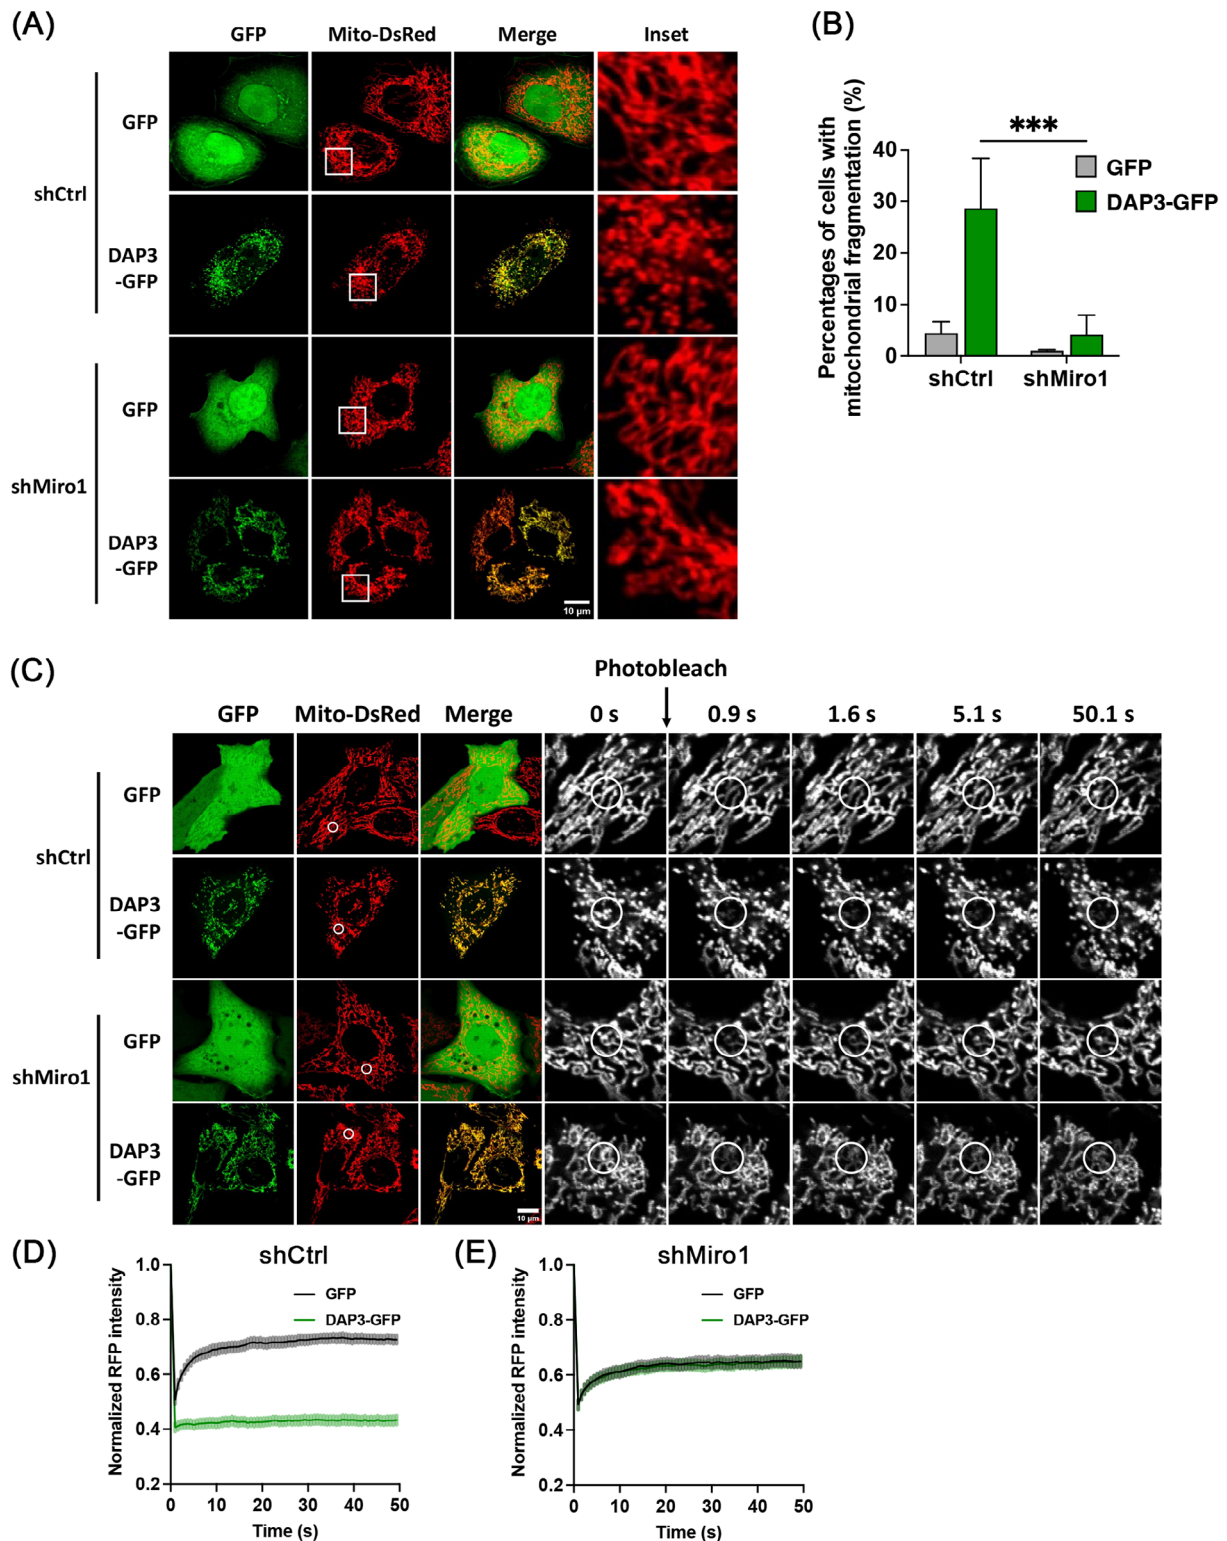 (A)
GFP Mito-DsRed Merge Inset
shCtrl
GFP
DAP3
-GFP
shMiro1
GFP
DAP3
-GFP
10 µm
(B)
Percentages of cells with
mitochondrial fragmentation (%)
40
30
20
10
0
***
GFP
DAP3-GFP
shCtrl shMiro1
(C)
Photobleach
GFP Mito-DsRed Merge 0 s 0.9 s 1.6 s 5.1 s 50.1 s
shCtrl
GFP
DAP3
-GFP
shMiro1
GFP
DAP3
-GFP
10 µm
(D)
shCtrl
Normalized RFP intensity
1.0
0.8
0.6
0.4
0.2
GFP
DAP3-GFP
0 10 20 30 40 50
Time (s)
(E)
shMiro1
Normalized RFP intensity
1.0
0.8
0.6
0.4
0.2
GFP
DAP3-GFP
0 10 20 30 40 50
Time (s)